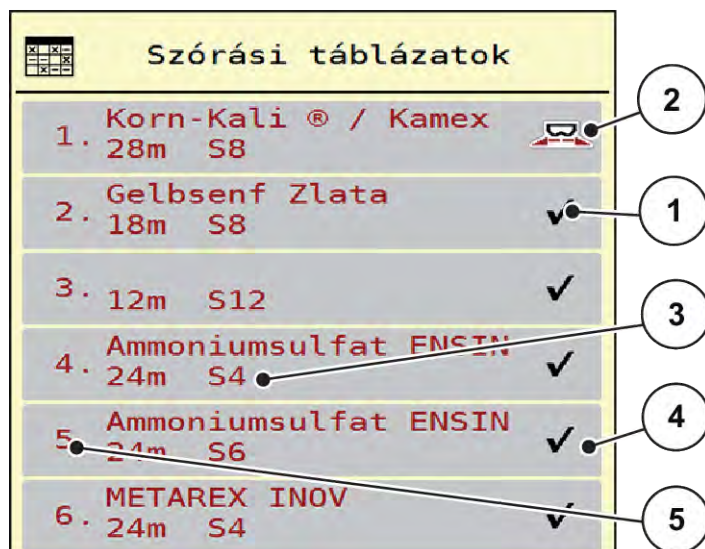 Szórási táblázatok
1. Korn-Kali ® / Kamex
28m S8
2. Gelbsenf Zlata
18m S8
3.
12m S12
4. Ammoniumsulfat ENSIN
24m S4
5. Ammoniumsulfat ENSIN
24m S6
6. METAREX INOV
24m S4
2
1
3
4
5